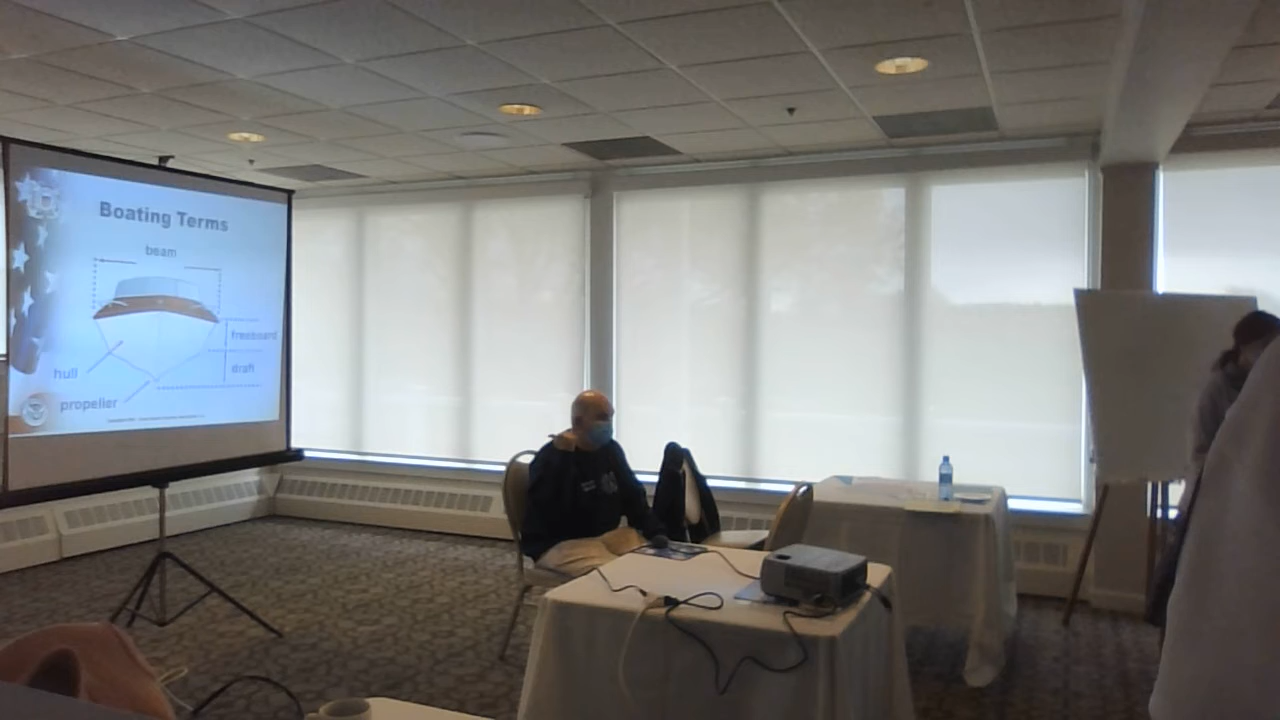 Boating Terms
beam
freeboard
hull
draft
propeller